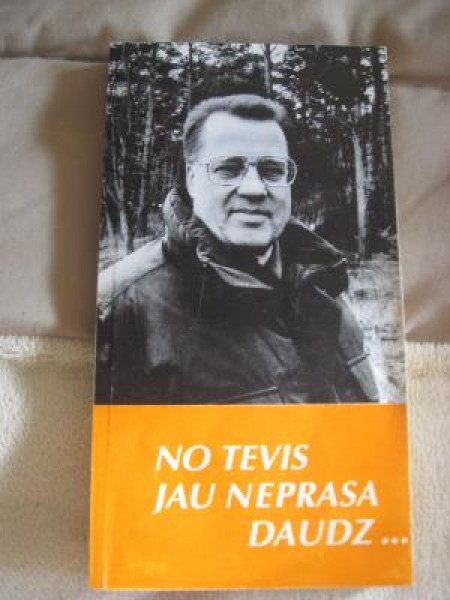 NO TEVIS
JAU NEPRASA
DAUDZ ...